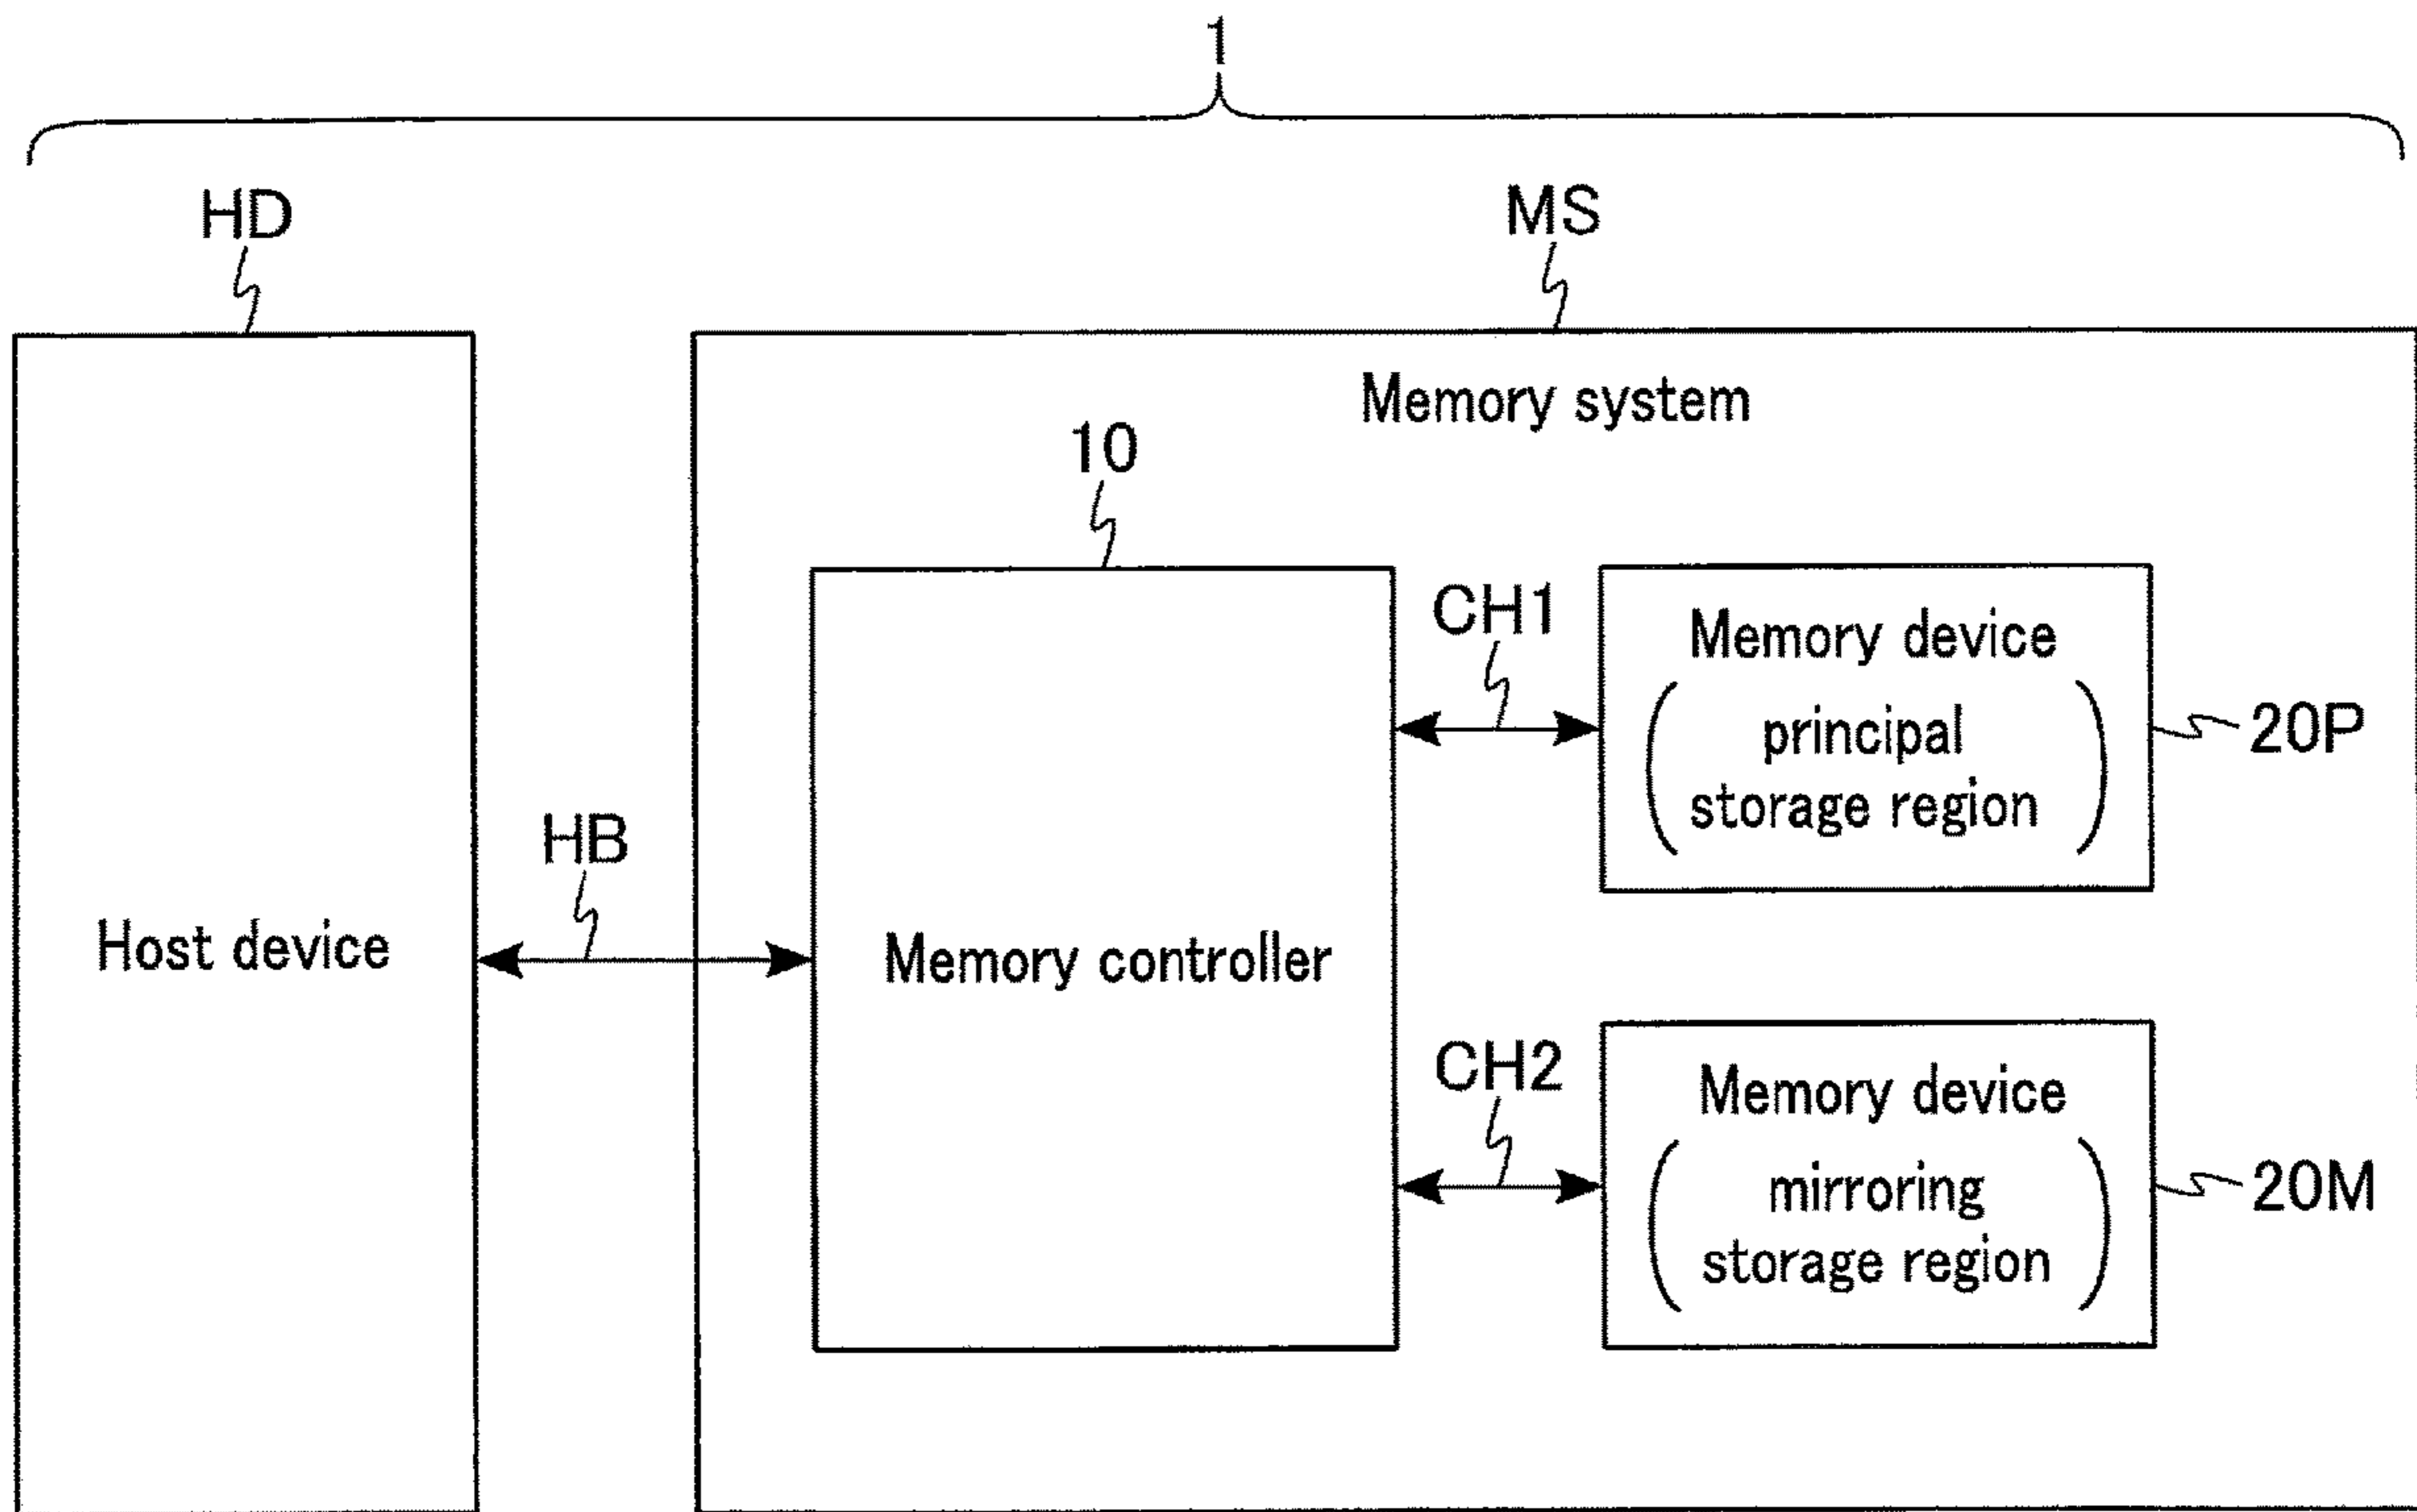 1
HD
MS
Memory system
10
CH1
Memory device
principal
storage region
20P
HB
Host device
Memory controller
CH2
Memory device
mirroring
storage region
20M